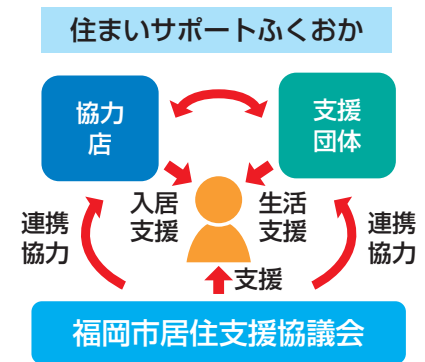 住まいサポートふくおか
協力
店
支援
団体
入居
支援
生活
支援
連携
協力
連携
協力
支援
福岡市居住支援協議会